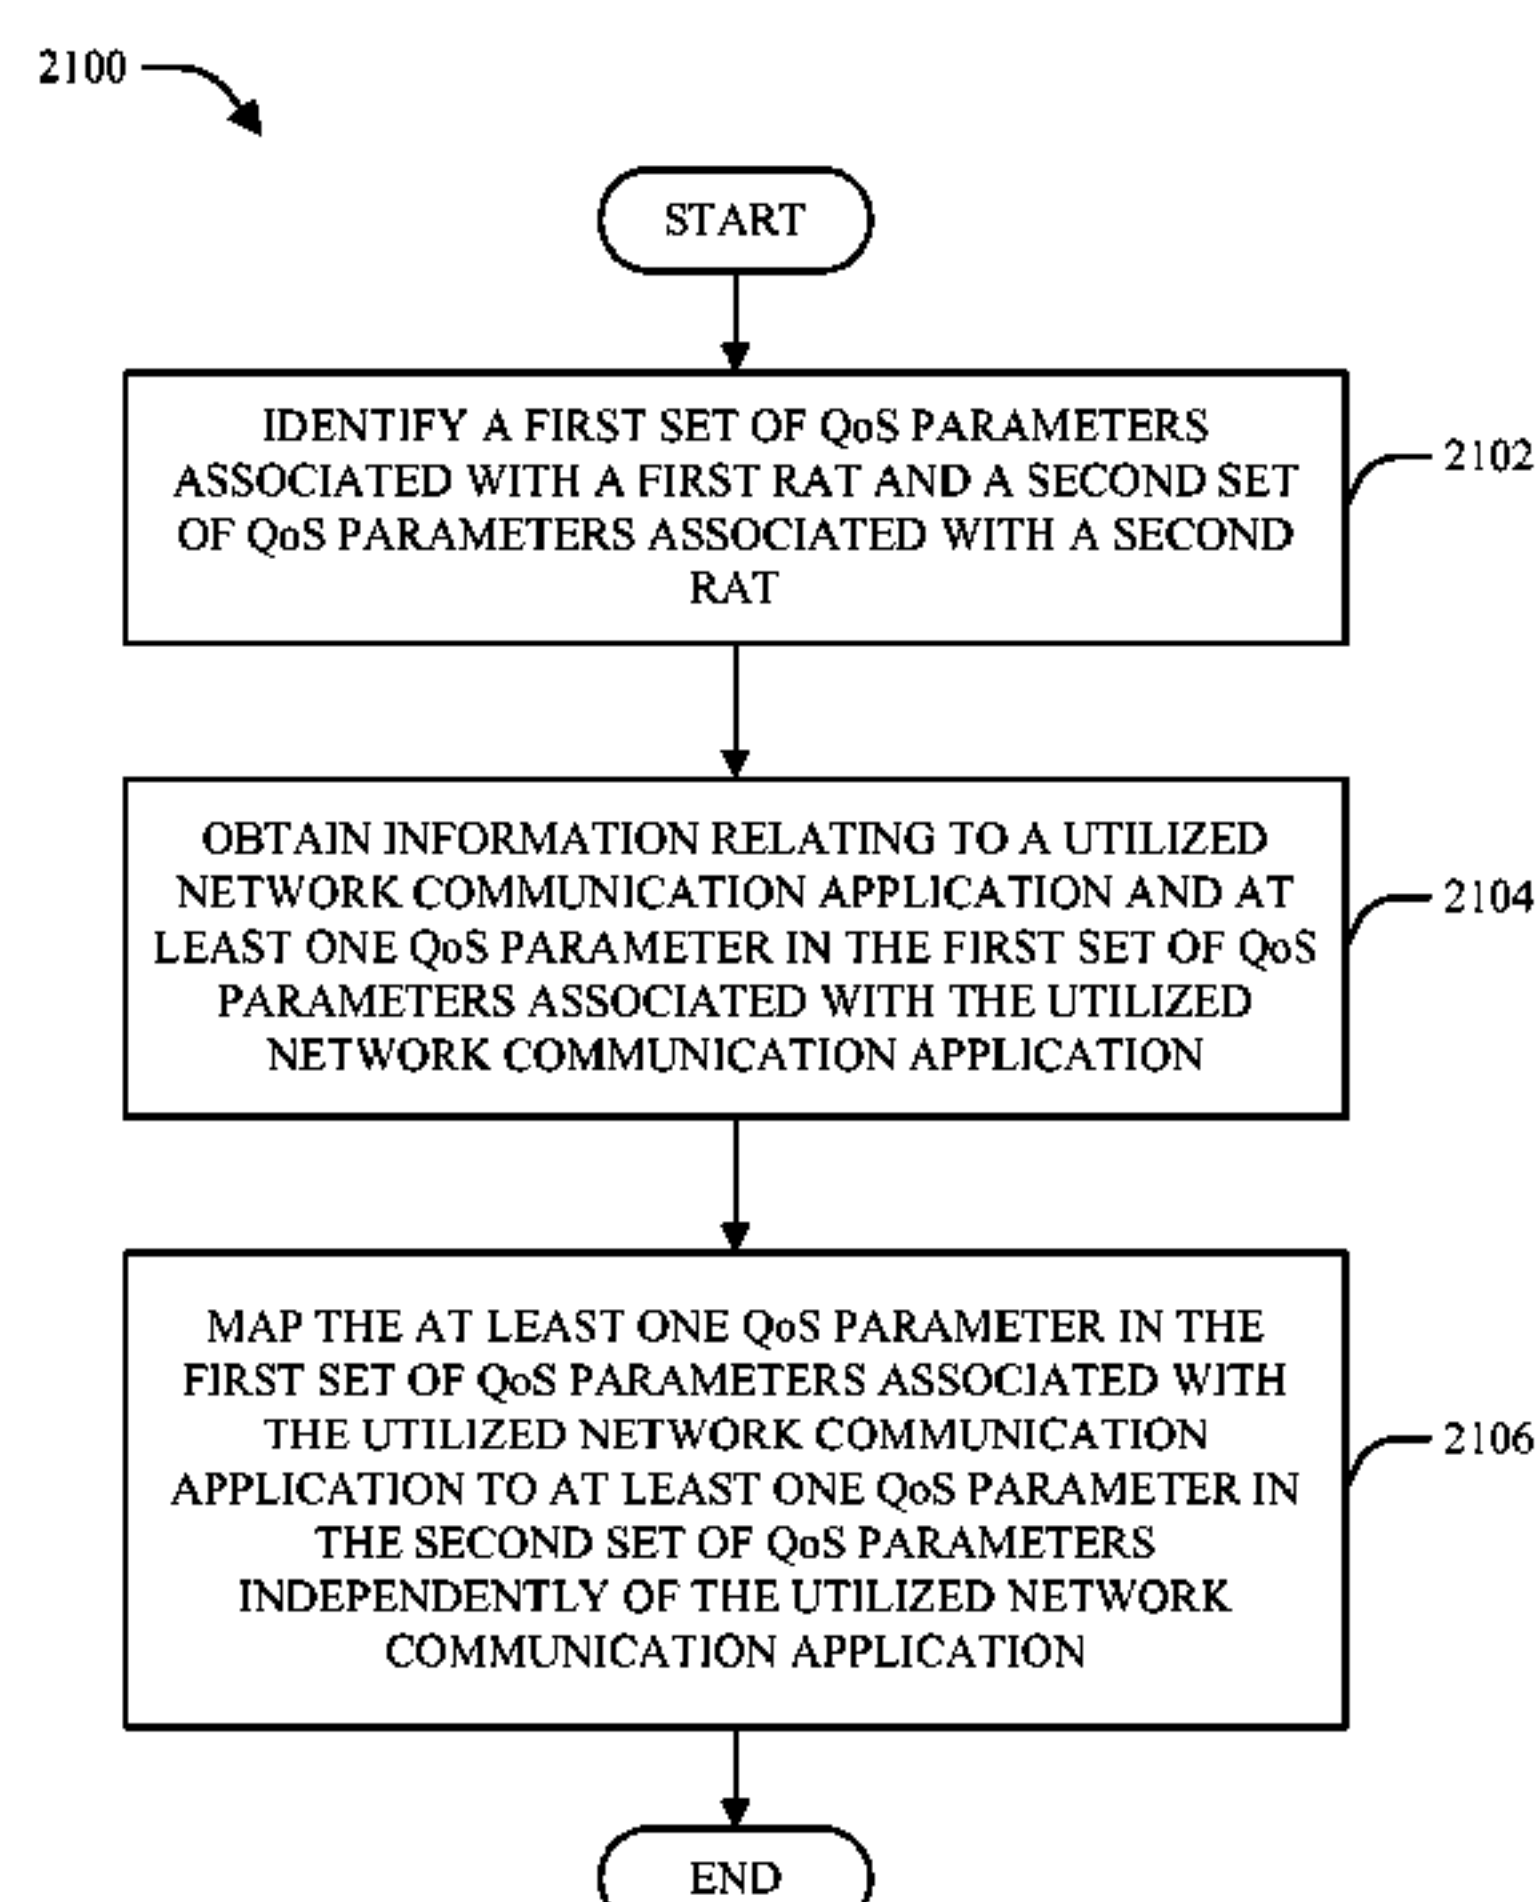 2100
START
IDENTIFY A FIRST SET OF QoS PARAMETERS
ASSOCIATED WITH A FIRST RAT AND A SECOND SET
OF QoS PARAMETERS ASSOCIATED WITH A SECOND
RAT
2102
OBTAIN INFORMATION RELATING TO A UTILIZED
NETWORK COMMUNICATION APPLICATION AND AT
LEAST ONE QoS PARAMETER IN THE FIRST SET OF QoS
PARAMETERS ASSOCIATED WITH THE UTILIZED
NETWORK COMMUNICATION APPLICATION
2104
MAP THE AT LEAST ONE QoS PARAMETER IN THE
FIRST SET OF QoS PARAMETERS ASSOCIATED WITH
THE UTILIZED NETWORK COMMUNICATION
APPLICATION TO AT LEAST ONE QoS PARAMETER IN
THE SECOND SET OF QoS PARAMETERS
INDEPENDENTLY OF THE UTILIZED NETWORK
COMMUNICATION APPLICATION
2106
END